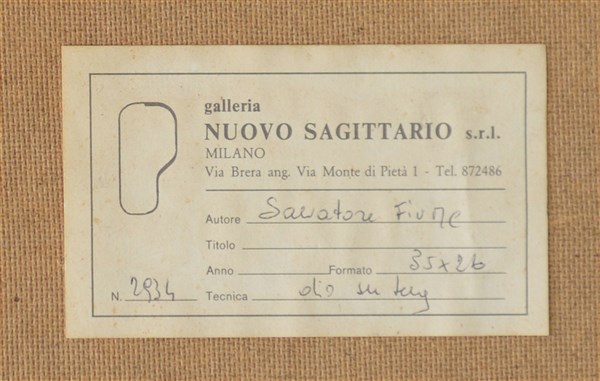 galleria
NUOVO SAGITTARIO s.r.l.
MILANO
Via Brera ang. Via Monte di Pietà 1 - Tel. 872486
Autore Salvatore Fiume
Titolo
Anno Formato 35x26
N. 2934 Tecnica olio su